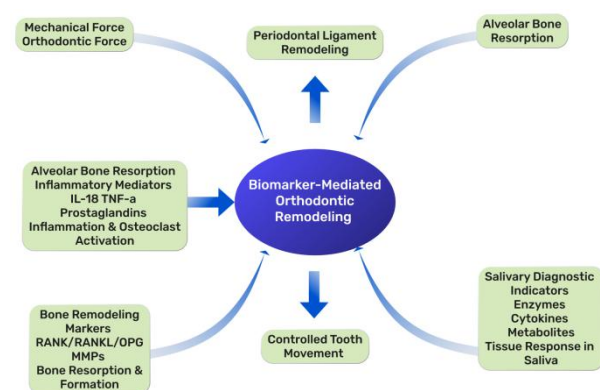 Mechanical Force
Orthodontic Force
Periodontal Ligament
Remodeling
Alveolar Bone
Resorption
Alveolar Bone Resorption
Inflammatory Mediators
IL-18 TNF-a
Prostaglandins
Inflammation & Osteoclast
Activation
Biomarker-Mediated
Orthodontic
Remodeling
Bone Remodeling
Markers
RANK/RANKL/OPG
MMPs
Bone Resorption
& Formation
Controlled Tooth
Movement
Salivary Diagnostic
Indicators
Enzymes
Cytokines
Metabolites
Tissue Response in
Saliva